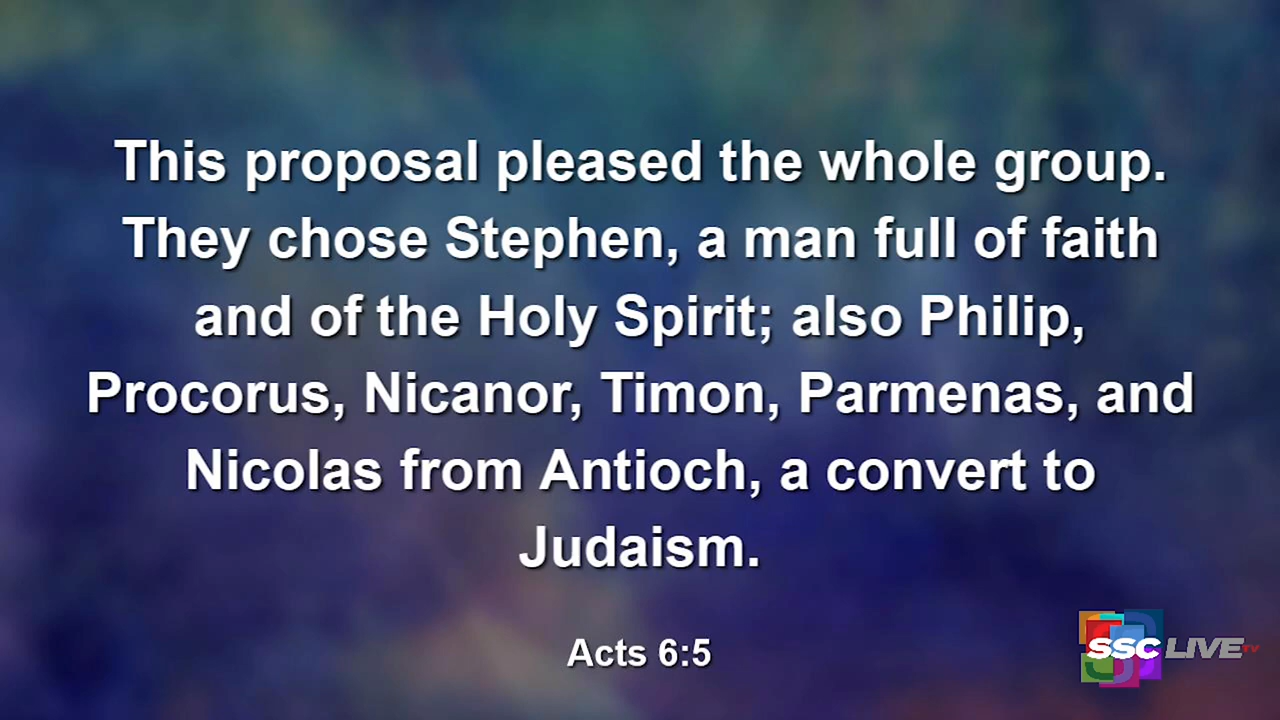 This proposal pleased the whole group.
They chose Stephen, a man full of faith
and of the Holy Spirit; also Philip,
Procorus, Nicanor, Timon, Parmenas, and
Nicolas from Antioch, a convert to
Judaism.
Acts 6:5
SSC LIVE TV